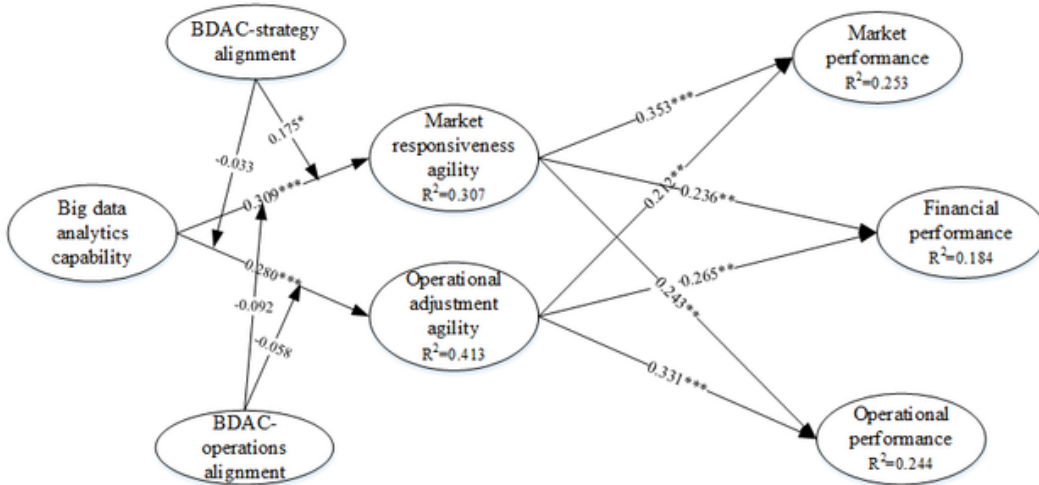 BDAC-strategy
alignment
Market
performance
R²=0.253
0.353***
0.175*
Market
responsiveness
agility
R²=0.307
-0.033
0.309***
0.212**
0.236**
Big data
analytics
capability
Financial
performance
R²=0.184
0.280***
Operational
adjustment
agility
R²=0.413
0.265**
0.243**
-0.092
-0.058
0.331***
BDAC-
operations
alignment
Operational
performance
R²=0.244